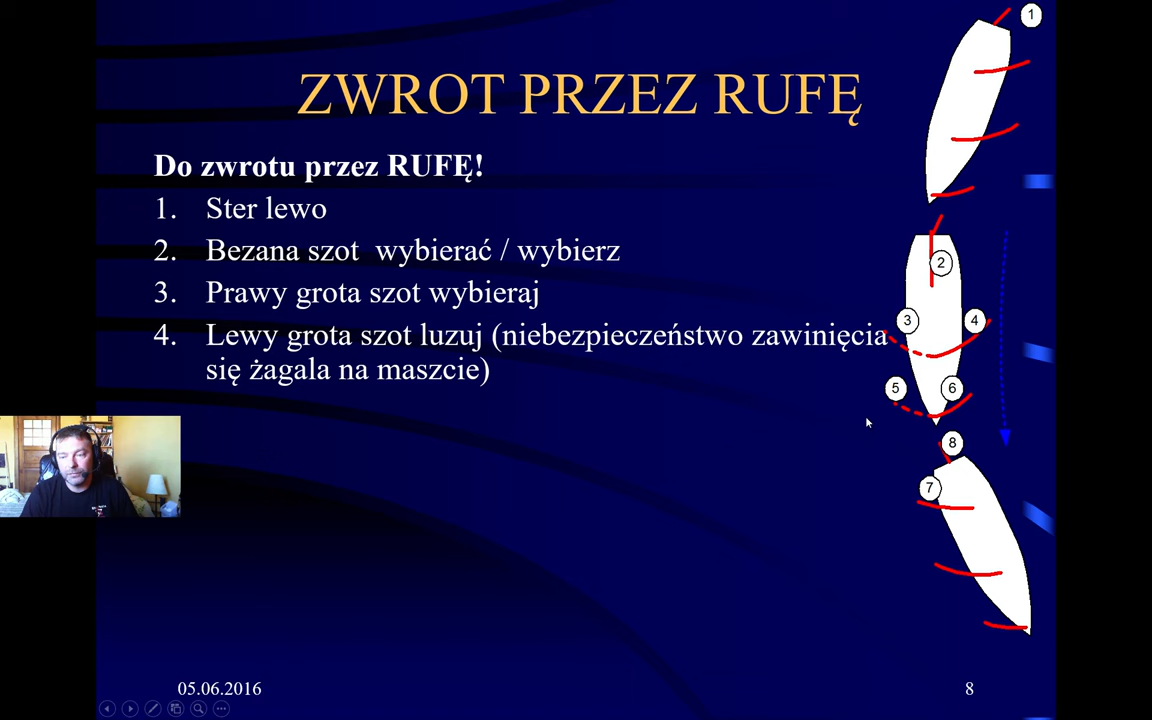 ZWROT PRZEZ RUFĘ
Do zwrotu przez RUFĘ!
1. Ster lewo
2. Bezana szot wybierać / wybierz
3. Prawy grota szot wybieraj
4. Lewy grota szot luzuj (niebezpieczeństwo zawinięcia
się żagala na maszcie)
1
2
3
4
5
6
8
7
05.06.2016
8